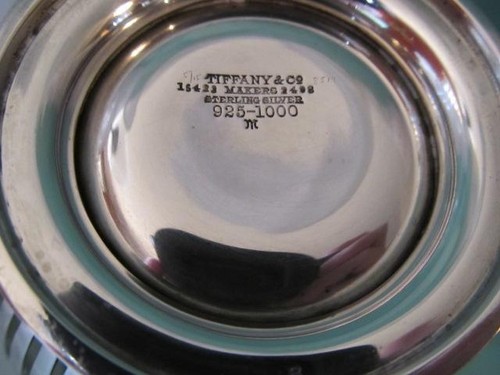 TIFFANY & Co
15423 MAKERS 2498
STERLING SILVER
925-1000
M